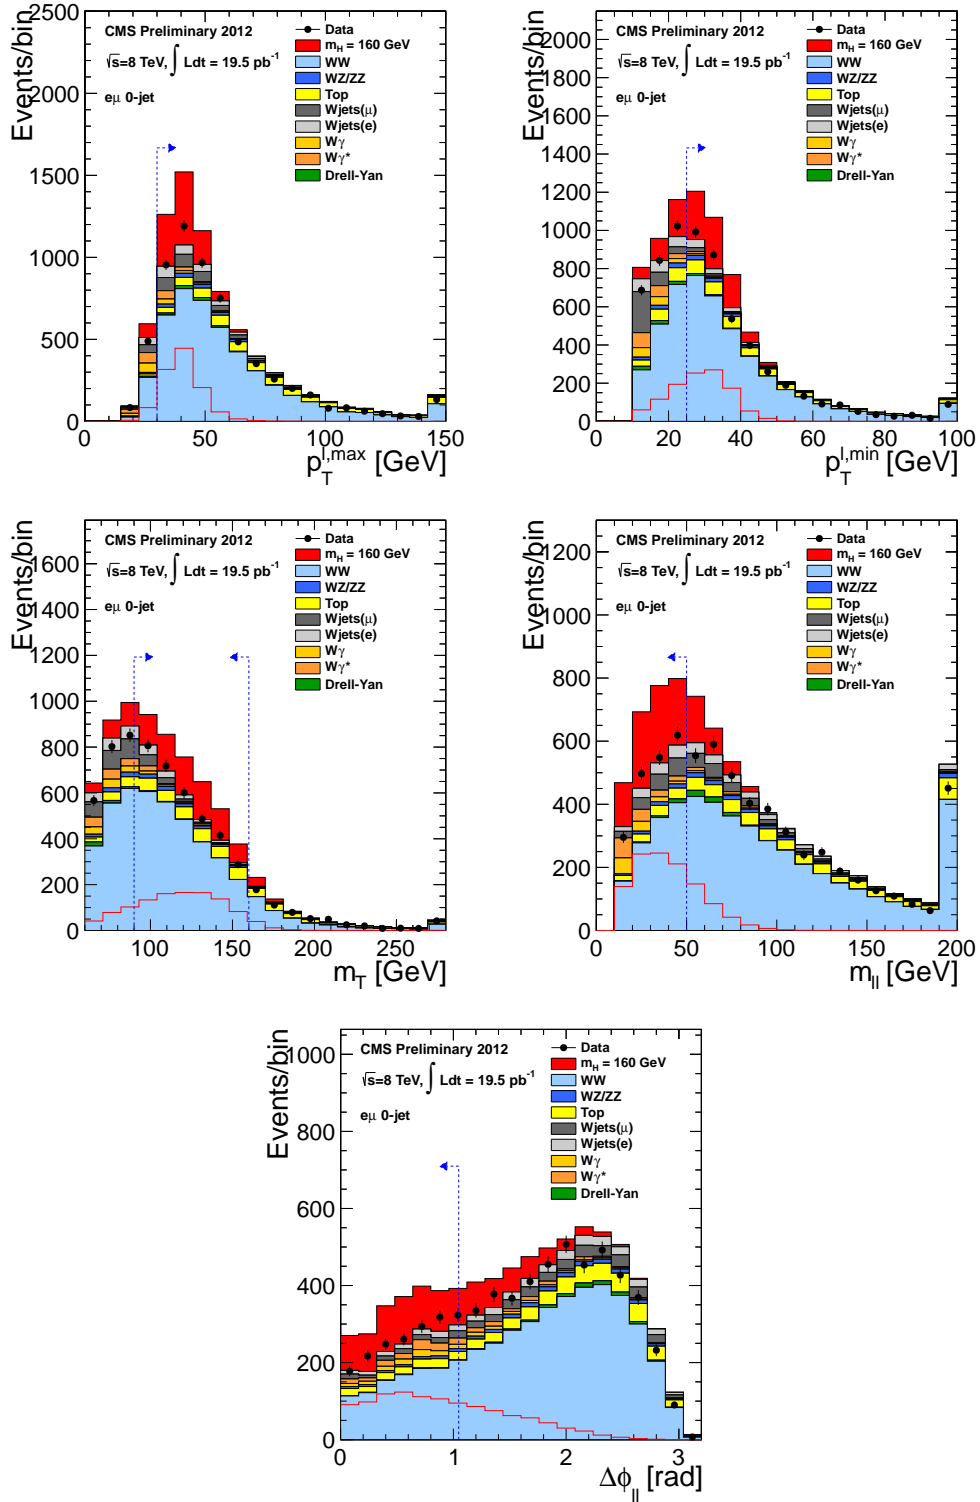 Events/bin
2500
2000
1500
1000
500
0
CMS Preliminary 2012
√s=8 TeV, ∫ Ldt = 19.5 pb⁻¹
eμ 0-jet
Data
m_H = 160 GeV
WW
WZ/ZZ
Top
Wjets(μ)
Wjets(e)
Wγ
Wγ*
Drell-Yan
0 50 100 150
p_T^{l,max} [GeV]
Events/bin
2000
1800
1600
1400
1200
1000
800
600
400
200
0
CMS Preliminary 2012
√s=8 TeV, ∫ Ldt = 19.5 pb⁻¹
eμ 0-jet
Data
m_H = 160 GeV
WW
WZ/ZZ
Top
Wjets(μ)
Wjets(e)
Wγ
Wγ*
Drell-Yan
0 20 40 60 80 100
p_T^{l,min} [GeV]
Events/bin
1600
1400
1200
1000
800
600
400
200
0
CMS Preliminary 2012
√s=8 TeV, ∫ Ldt = 19.5 pb⁻¹
eμ 0-jet
Data
m_H = 160 GeV
WW
WZ/ZZ
Top
Wjets(μ)
Wjets(e)
Wγ
Wγ*
Drell-Yan
100 150 200 250
m_T [GeV]
Events/bin
1200
1000
800
600
400
200
0
CMS Preliminary 2012
√s=8 TeV, ∫ Ldt = 19.5 pb⁻¹
eμ 0-jet
Data
m_H = 160 GeV
WW
WZ/ZZ
Top
Wjets(μ)
Wjets(e)
Wγ
Wγ*
Drell-Yan
0 50 100 150 200
m_ll [GeV]
Events/bin
1000
800
600
400
200
0
CMS Preliminary 2012
√s=8 TeV, ∫ Ldt = 19.5 pb⁻¹
eμ 0-jet
Data
m_H = 160 GeV
WW
WZ/ZZ
Top
Wjets(μ)
Wjets(e)
Wγ
Wγ*
Drell-Yan
0 1 2 3
Δϕ_ll [rad]